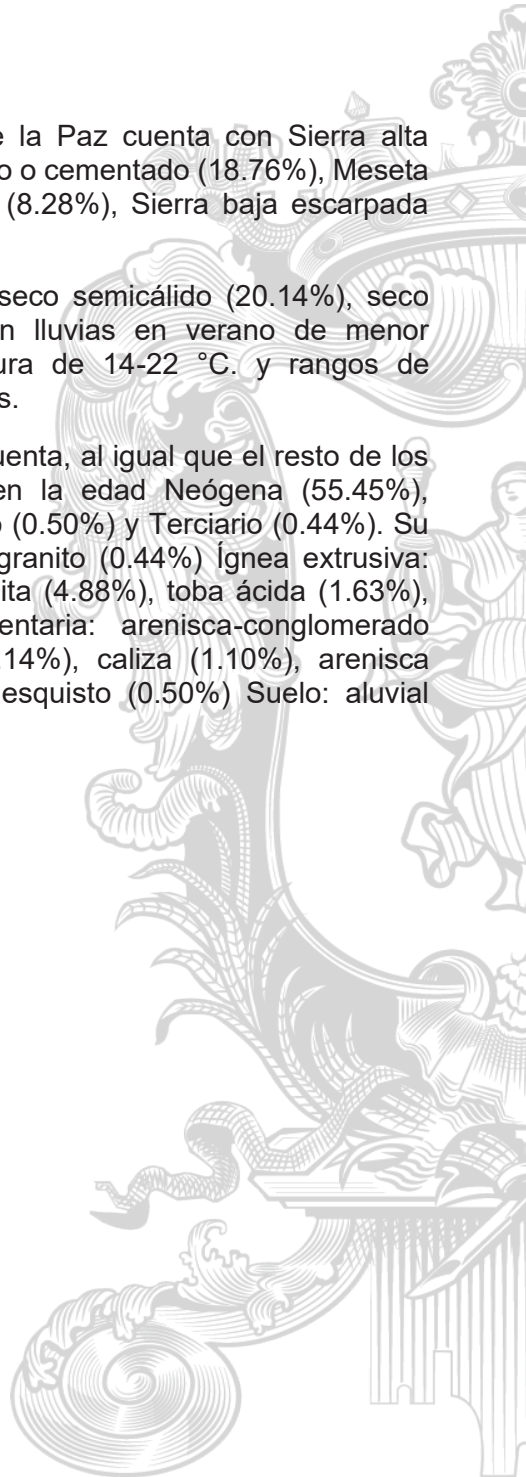 e la Paz cuenta con Sierra alta
o o cementado (18.76%), Meseta
(8.28%), Sierra baja escarpada
seco semicálido (20.14%), seco
n lluvias en verano de menor
ura de 14-22 °C. y rangos de
s.
uenta, al igual que el resto de los
en la edad Neógena (55.45%),
o (0.50%) y Terciario (0.44%). Su
granito (0.44%) Ígnea extrusiva:
ita (4.88%), toba ácida (1.63%),
entaria: arenisca-conglomerado
.14%), caliza (1.10%), arenisca
esquisto (0.50%) Suelo: aluvial